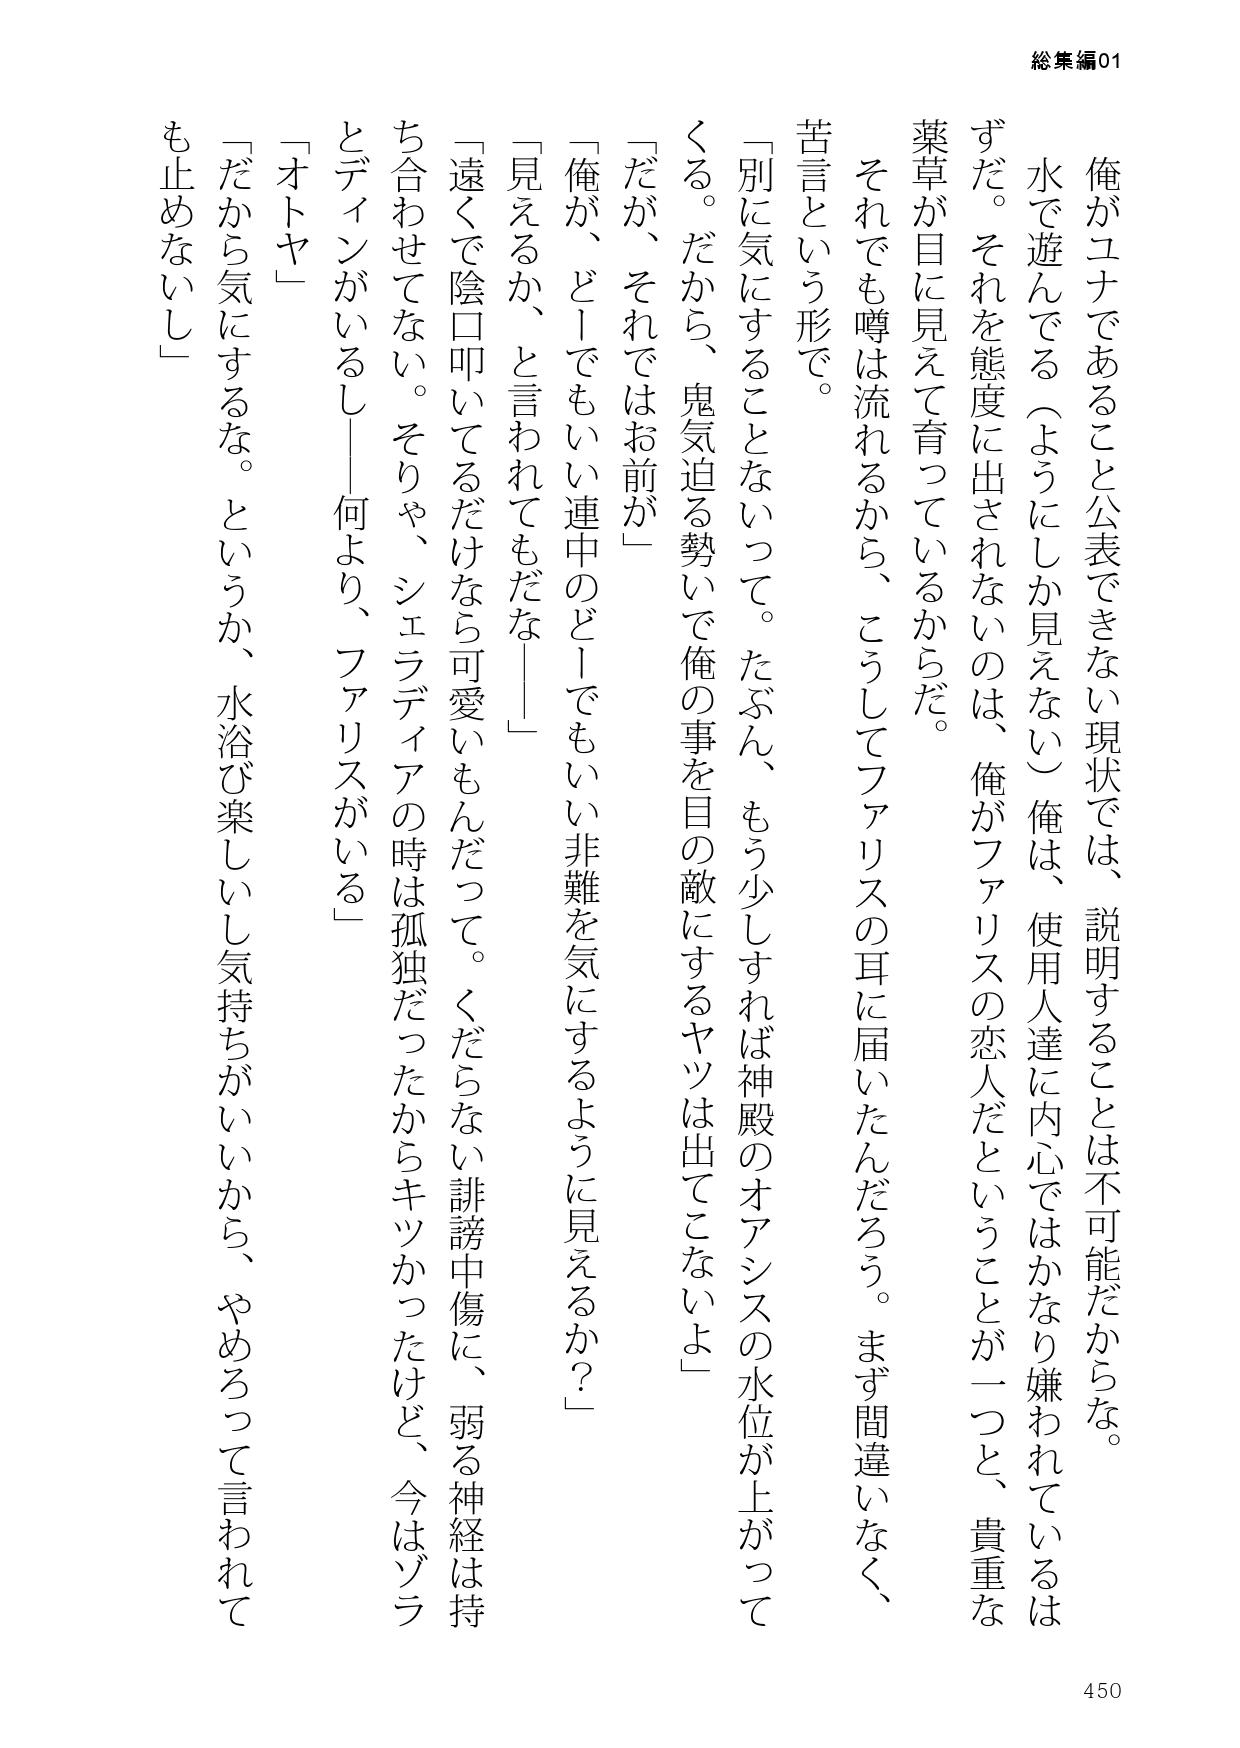 総集編01
俺がユナであること公表できない現状では、説明することは不可能だからな。
水で遊んでる（ようにしか見えない）俺は、使用人達に内心ではかなり嫌われているは
ずだ。それを態度に出されないのは、俺がファリスの恋人だということが一つと、貴重な
薬草が目に見えて育っているからだ。
それでも噂は流れるから、こうしてファリスの耳に届いたんだろう。まず間違いなく、
苦言という形で。
「別に気にすることないって。たぶん、もう少しすれば神殿のオアシスの水位が上がって
くる。だから、鬼気迫る勢いで俺の事を目の敵にするヤツは出てこないよ」
「だが、それではお前が」
「俺が、どーでもいい連中のどーでもいい非難を気にするように見えるか？」
「見えるか、と言われてもだな――」
「遠くで陰口叩いてるだけなら可愛いもんだって。くだらない誹謗中傷に、弱る神経は持
ち合わせてない。そりゃ、シェラディアの時は孤独だったからキツかったけど、今はゾラ
とディンがいるし――何より、ファリスがいる」
「オトヤ」
「だから気にするな。というか、水浴び楽しいし気持ちがいいから、やめろって言われて
も止めないし」
450